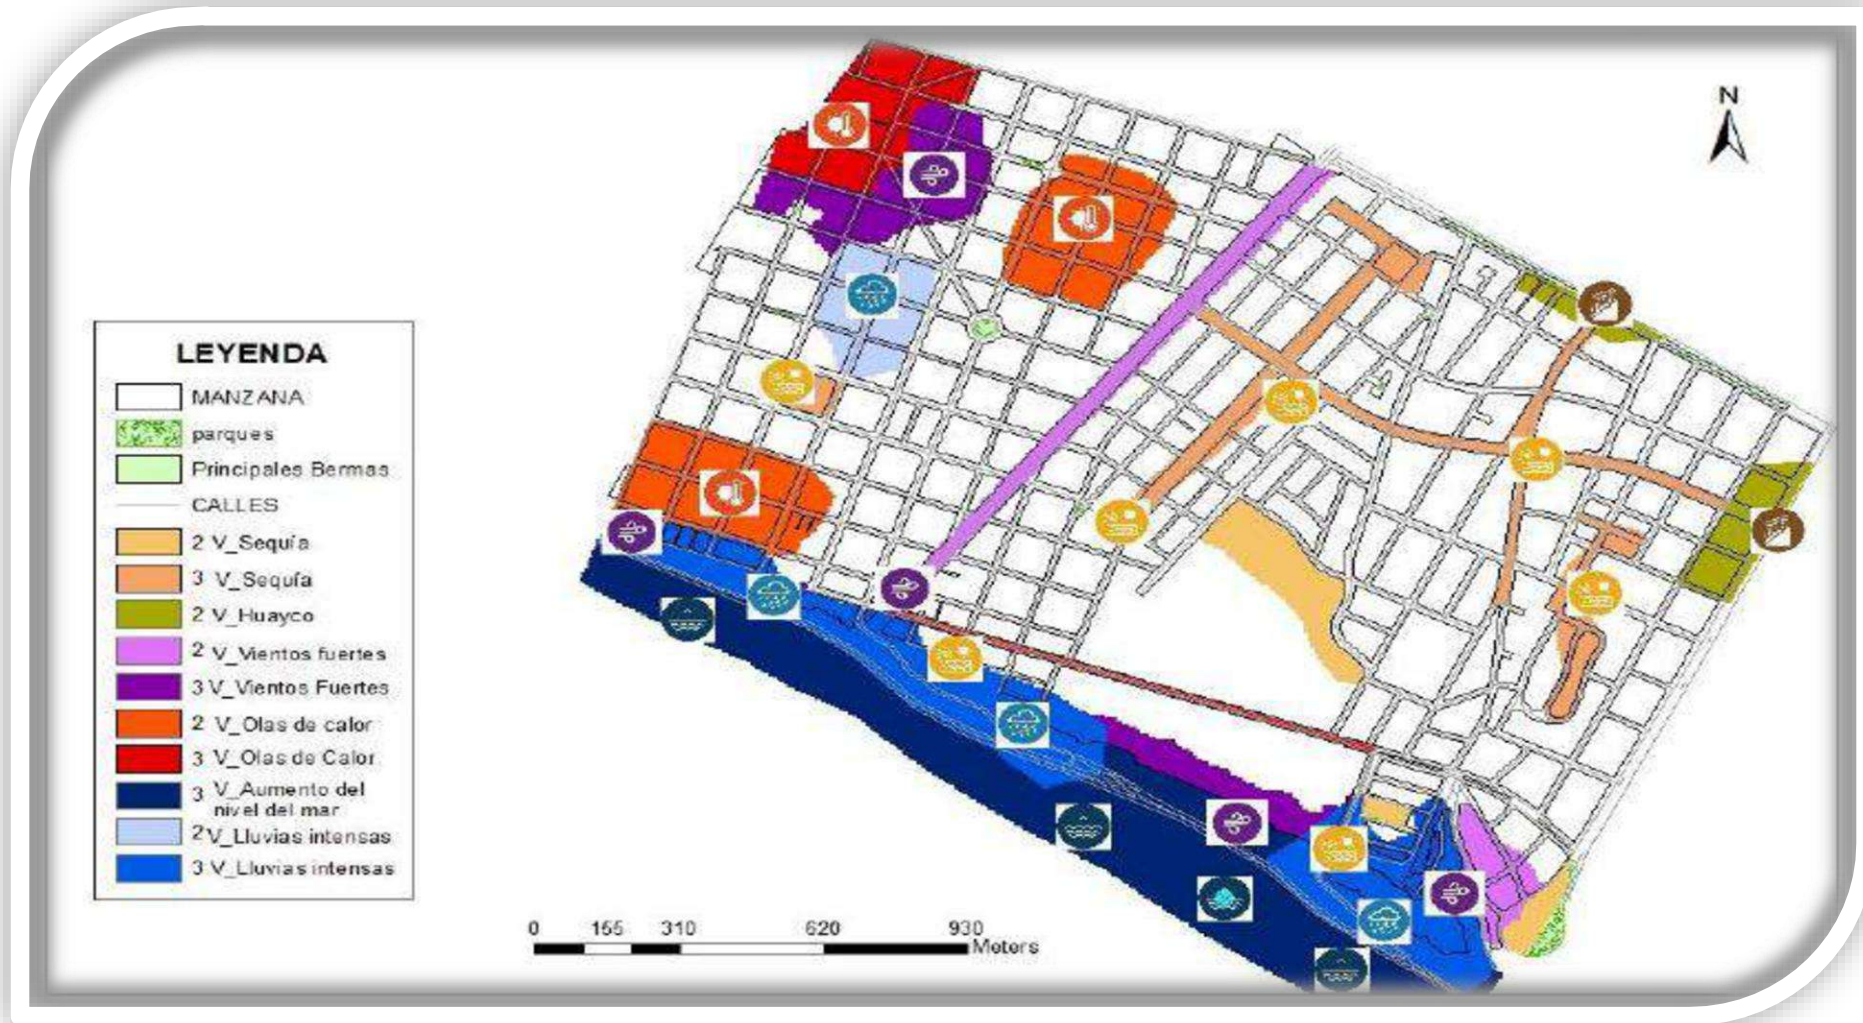 N
LEYENDA
MANZANA
parques
Principales Bermas
CALLES
2 V_Sequía
3 V_Sequía
2 V_Huayco
2 V_Vientos fuertes
3 V_Vientos Fuertes
2 V_Olas de calor
3 V_Olas de Calor
3 V_Aumento del
nivel del mar
2 V_Lluvias intensas
3 V_Lluvias intensas
0 155 310 620 930
Meters